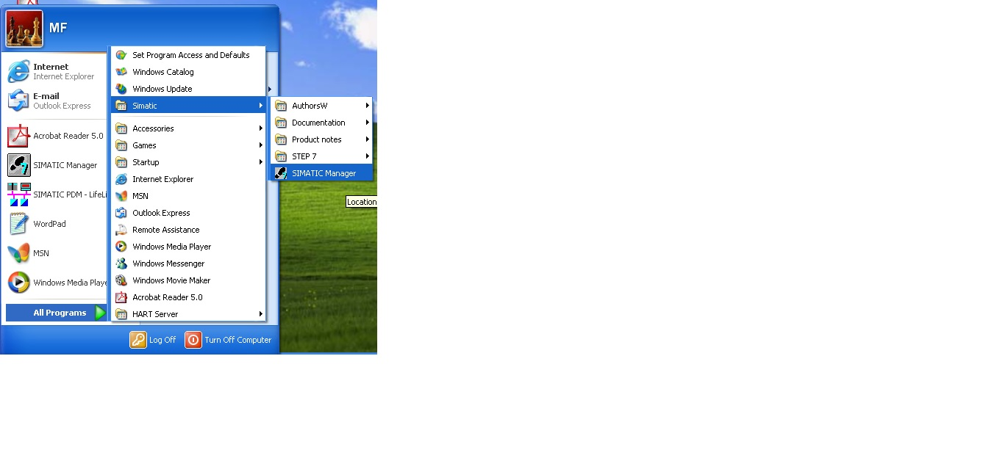 MF
Internet
Internet Explorer
E-mail
Outlook Express
Acrobat Reader 5.0
SIMATIC Manager
SIMATIC PDM - LifeLi
WordPad
MSN
Windows Media Playe
All Programs
Set Program Access and Defaults
Windows Catalog
Windows Update
Simatic
Accessories
Games
Startup
Internet Explorer
MSN
Outlook Express
Remote Assistance
Windows Media Player
Windows Messenger
Windows Movie Maker
Acrobat Reader 5.0
HART Server
AuthorsW
Documentation
Product notes
STEP 7
SIMATIC Manager
Location
Log Off
Turn Off Computer